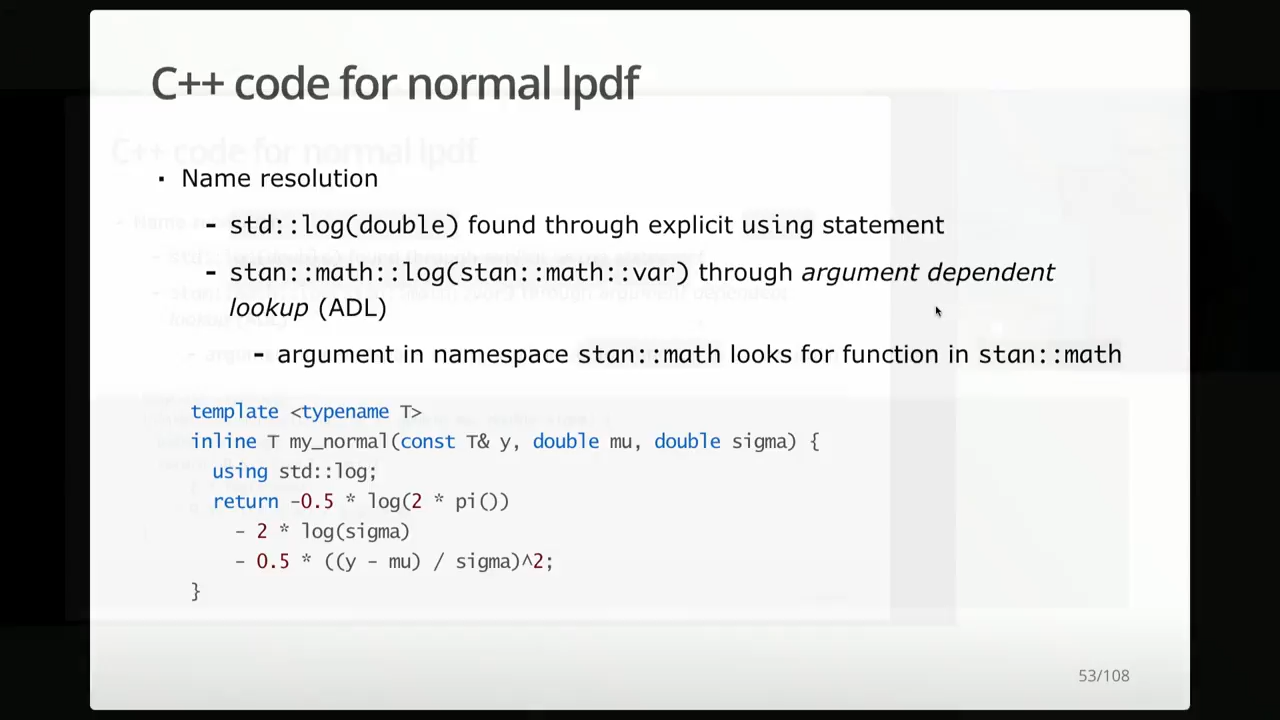 C++ code for normal lpdf
▪ Name resolution
– std::log(double) found through explicit using statement
– stan::math::log(stan::math::var) through argument dependent
lookup (ADL)
– argument in namespace stan::math looks for function in stan::math
template <typename T>
inline T my_normal(const T& y, double mu, double sigma) {
using std::log;
return -0.5 * log(2 * pi())
- 2 * log(sigma)
- 0.5 * ((y - mu) / sigma)^2;
}
53/108